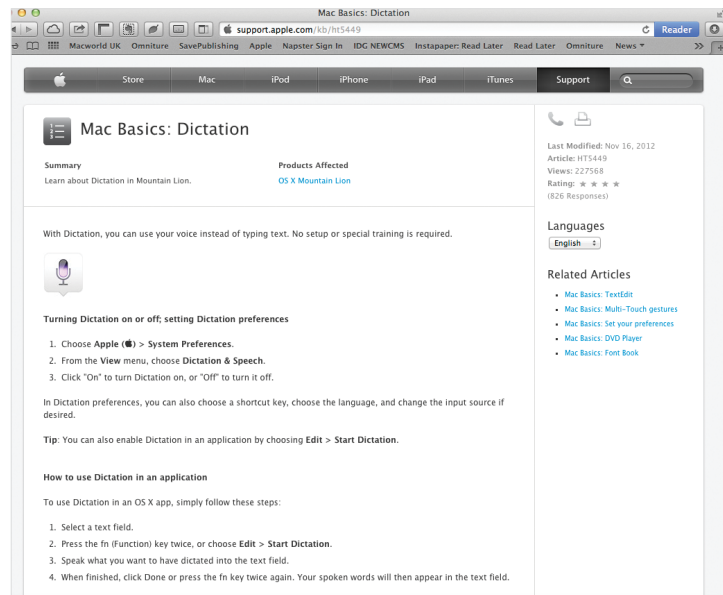 Mac Basics: Dictation
support.apple.com/kb/ht5449
Reader
Macworld UK Omniture SavePublishing Apple Napster Sign In IDG NEWCMS Instapaper: Read Later Read Later Omniture News
Store Mac iPod iPhone iPad iTunes Support
Mac Basics: Dictation
Summary
Learn about Dictation in Mountain Lion.
Products Affected
OS X Mountain Lion
With Dictation, you can use your voice instead of typing text. No setup or special training is required.
Turning Dictation on or off; setting Dictation preferences
1. Choose Apple () > System Preferences.
2. From the View menu, choose Dictation & Speech.
3. Click "On" to turn Dictation on, or "Off" to turn it off.
In Dictation preferences, you can also choose a shortcut key, choose the language, and change the input source if
desired.
Tip: You can also enable Dictation in an application by choosing Edit > Start Dictation.
How to use Dictation in an application
To use Dictation in an OS X app, simply follow these steps:
1. Select a text field.
2. Press the fn (Function) key twice, or choose Edit > Start Dictation.
3. Speak what you want to have dictated into the text field.
4. When finished, click Done or press the fn key twice again. Your spoken words will then appear in the text field.
Last Modified: Nov 16, 2012
Article: HT5449
Views: 227568
Rating: ★ ★ ★ ★
(826 Responses)
Languages
English
Related Articles
Mac Basics: TextEdit
Mac Basics: Multi-Touch gestures
Mac Basics: Set your preferences
Mac Basics: DVD Player
Mac Basics: Font Book